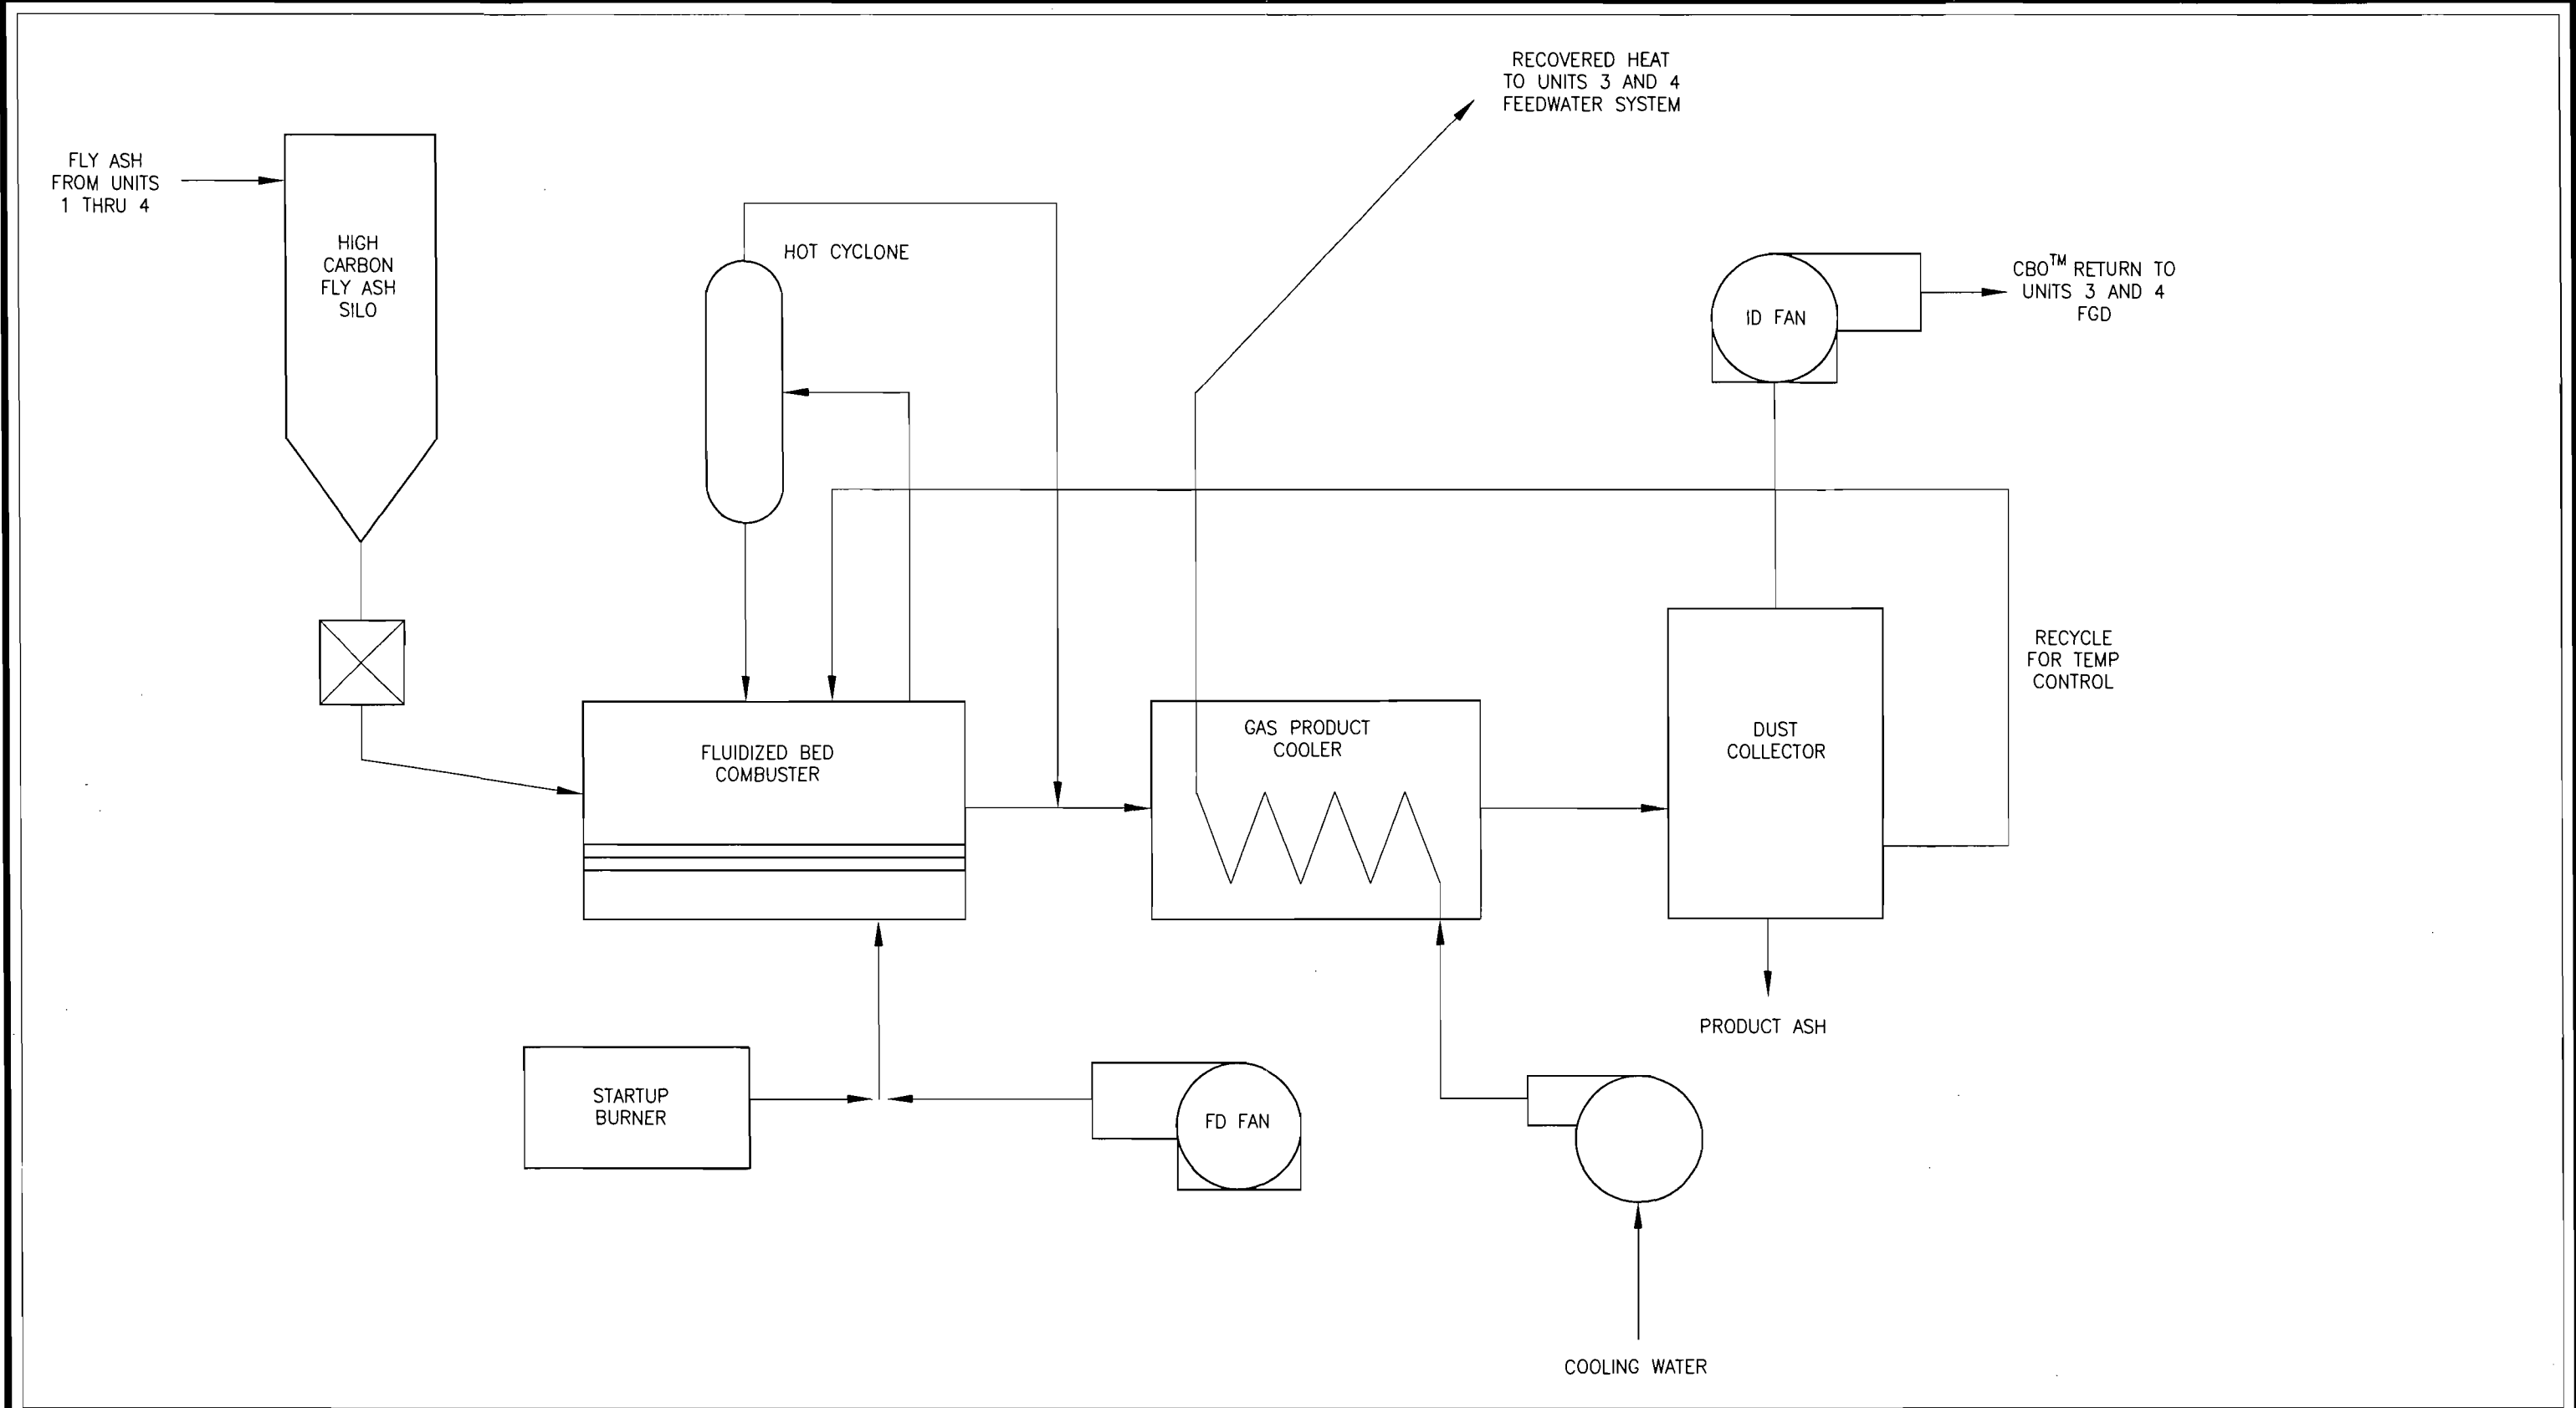 RECOVERED HEAT
TO UNITS 3 AND 4
FEEDWATER SYSTEM
FLY ASH
FROM UNITS
1 THRU 4
HIGH
CARBON
FLY ASH
SILO
HOT CYCLONE
ID FAN
CBO™ RETURN TO
UNITS 3 AND 4
FGD
RECYCLE
FOR TEMP
CONTROL
FLUIDIZED BED
COMBUSTER
GAS PRODUCT
COOLER
DUST
COLLECTOR
PRODUCT ASH
STARTUP
BURNER
FD FAN
COOLING WATER